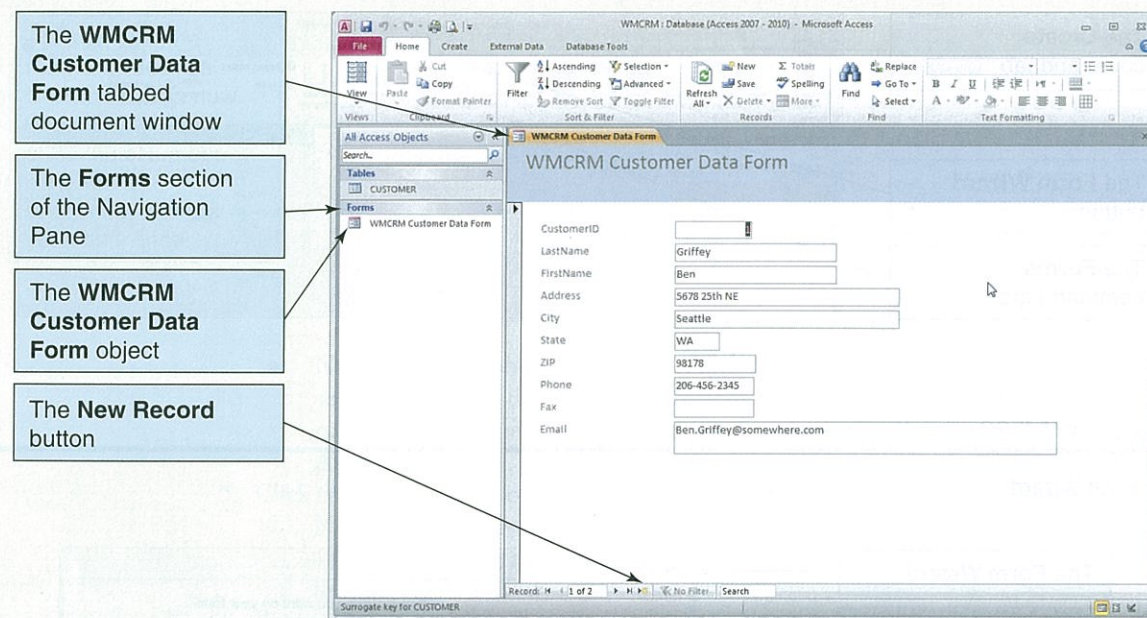 The WMCRM
Customer Data
Form tabbed
document window
The Forms section
of the Navigation
Pane
The WMCRM
Customer Data
Form object
The New Record
button
WMCRM : Database (Access 2007 - 2010) - Microsoft Access
File Home Create External Data Database Tools
View
Views
Paste
Cut
Copy
Format Painter
Clipboard
Filter
Ascending
Descending
Remove Sort
Selection
Advanced
Toggle Filter
Sort & Filter
Refresh
All
New
Save
Delete
Totals
Spelling
More
Records
Find
Replace
Go To
Select
Find
B I U
A
Text Formatting
All Access Objects
Search...
Tables
CUSTOMER
Forms
WMCRM Customer Data Form
WMCRM Customer Data Form
WMCRM Customer Data Form
CustomerID 1
LastName Griffey
FirstName Ben
Address 5678 25th NE
City Seattle
State WA
ZIP 98178
Phone 206-456-2345
Fax
Email Ben.Griffey@somewhere.com
Record: 1 of 2 No Filter Search
Surrogate key for CUSTOMER